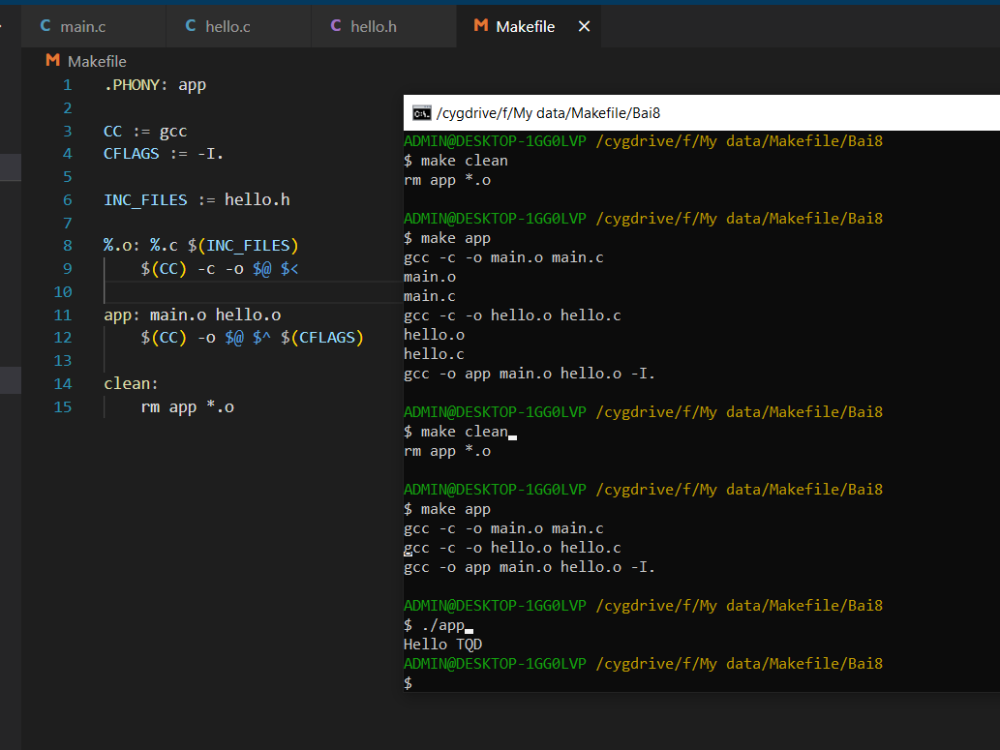 main.c
hello.c
hello.h
Makefile
Makefile
1 .PHONY: app
2
3 CC := gcc
4 CFLAGS := -I.
5
6 INC_FILES := hello.h
7
8 %.o: %.c $(INC_FILES)
9 $(CC) -c -o $@ $<
10
11 app: main.o hello.o
12 $(CC) -o $@ $^ $(CFLAGS)
13
14 clean:
15 rm app *.o
/cygdrive/f/My data/Makefile/Bai8
ADMIN@DESKTOP-1GG0LVP /cygdrive/f/My data/Makefile/Bai8
$ make clean
rm app *.o
ADMIN@DESKTOP-1GG0LVP /cygdrive/f/My data/Makefile/Bai8
$ make app
gcc -c -o main.o main.c
main.o
main.c
gcc -c -o hello.o hello.c
hello.o
hello.c
gcc -o app main.o hello.o -I.
ADMIN@DESKTOP-1GG0LVP /cygdrive/f/My data/Makefile/Bai8
$ make clean
rm app *.o
ADMIN@DESKTOP-1GG0LVP /cygdrive/f/My data/Makefile/Bai8
$ make app
gcc -c -o main.o main.c
gcc -c -o hello.o hello.c
gcc -o app main.o hello.o -I.
ADMIN@DESKTOP-1GG0LVP /cygdrive/f/My data/Makefile/Bai8
$ ./app
Hello TQD
ADMIN@DESKTOP-1GG0LVP /cygdrive/f/My data/Makefile/Bai8
$